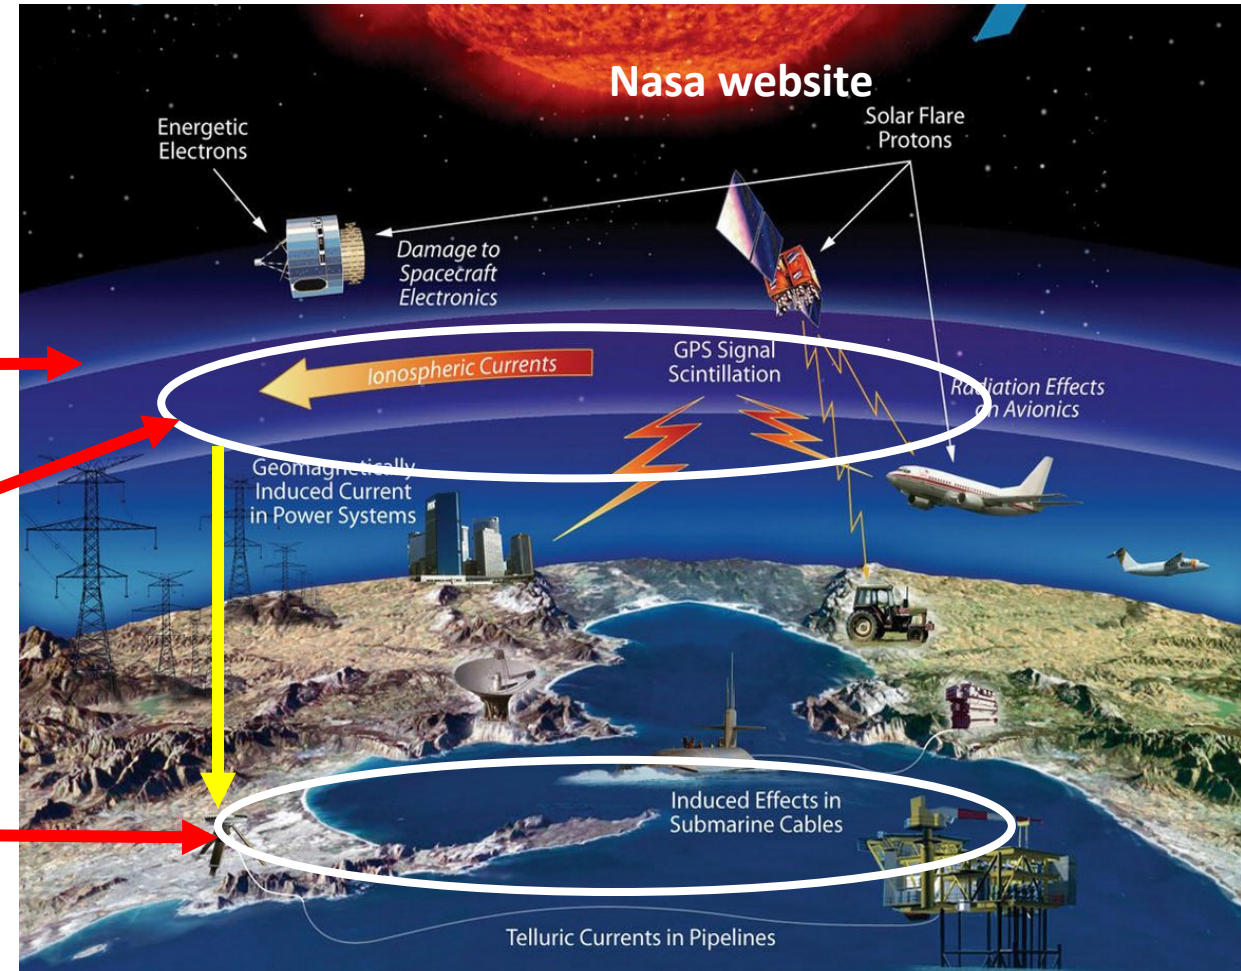 Nasa website
Energetic
Electrons
Solar Flare
Protons
Damage to
Spacecraft
Electronics
Ionospheric Currents
GPS Signal
Scintillation
Radiation Effects
on Avionics
Geomagnetically
Induced Current
in Power Systems
Induced Effects in
Submarine Cables
Telluric Currents in Pipelines